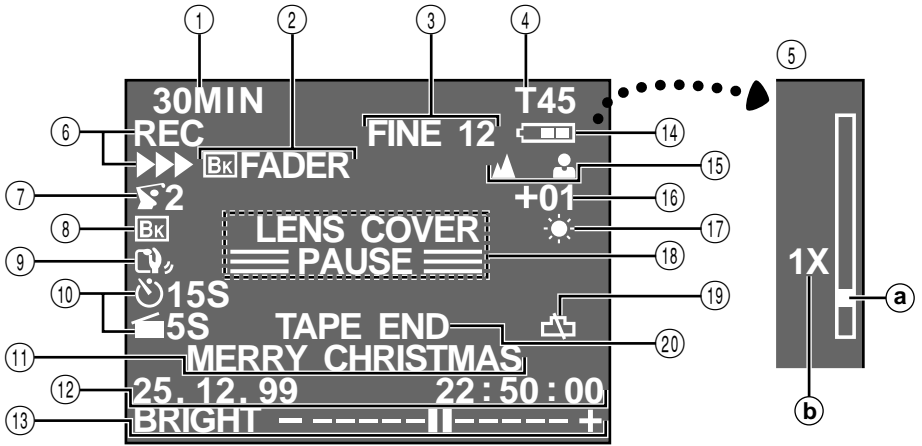 ① ② ③ ④ ⑤
30MIN T45
⑥ REC FINE 12 ⑭
BK FADER ⑮
⑦ 2 +01 ⑯
⑧ BK LENS COVER ⑰
⑨ PAUSE ⑱
1X ⓐ
⑩ 15S ⑲
5S TAPE END ⑳
⑪ MERRY CHRISTMAS ⓑ
⑫ 25.12.99 22:50:00
⑬ BRIGHT - - - - - - - - - - - +